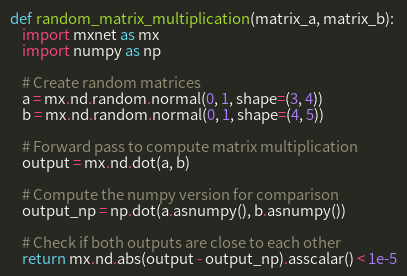 def random_matrix_multiplication(matrix_a, matrix_b):
import mxnet as mx
import numpy as np
# Create random matrices
a = mx.nd.random.normal(0, 1, shape=(3, 4))
b = mx.nd.random.normal(0, 1, shape=(4, 5))
# Forward pass to compute matrix multiplication
output = mx.nd.dot(a, b)
# Compute the numpy version for comparison
output_np = np.dot(a.asnumpy(), b.asnumpy())
# Check if both outputs are close to each other
return mx.nd.abs(output - output_np).asscalar() < 1e-5